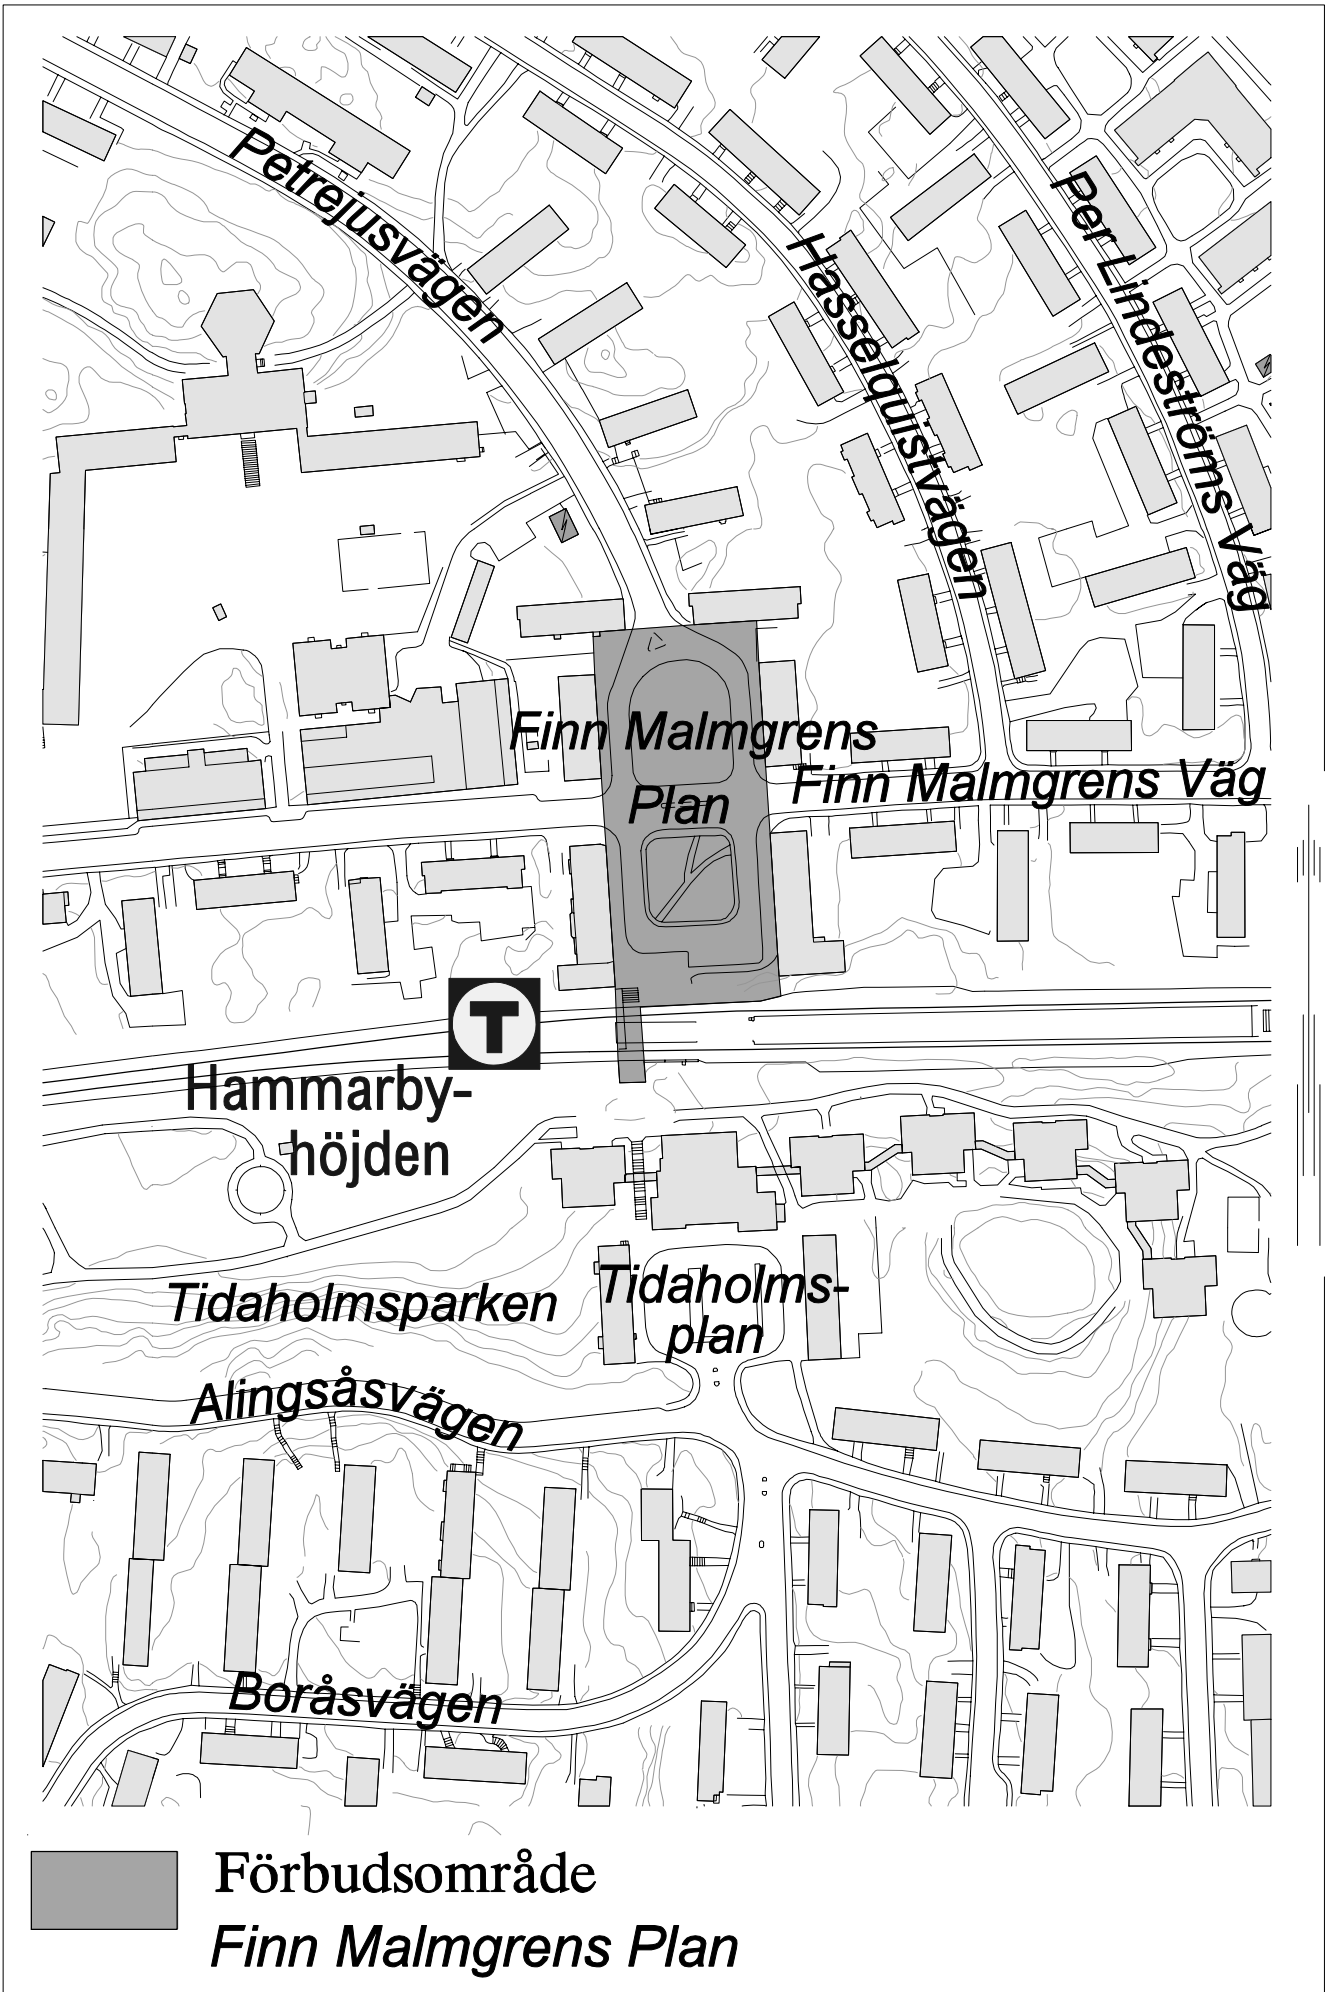 Petrejusvägen
Hasselquistvägen
Per Lindeströms Väg
Finn Malmgrens
Plan
Finn Malmgrens Väg
T
Hammarby-
höjden
Tidaholmsparken
Tidaholms-
plan
Alingsåsvägen
Boråsvägen
Förbudsområde
Finn Malmgrens Plan